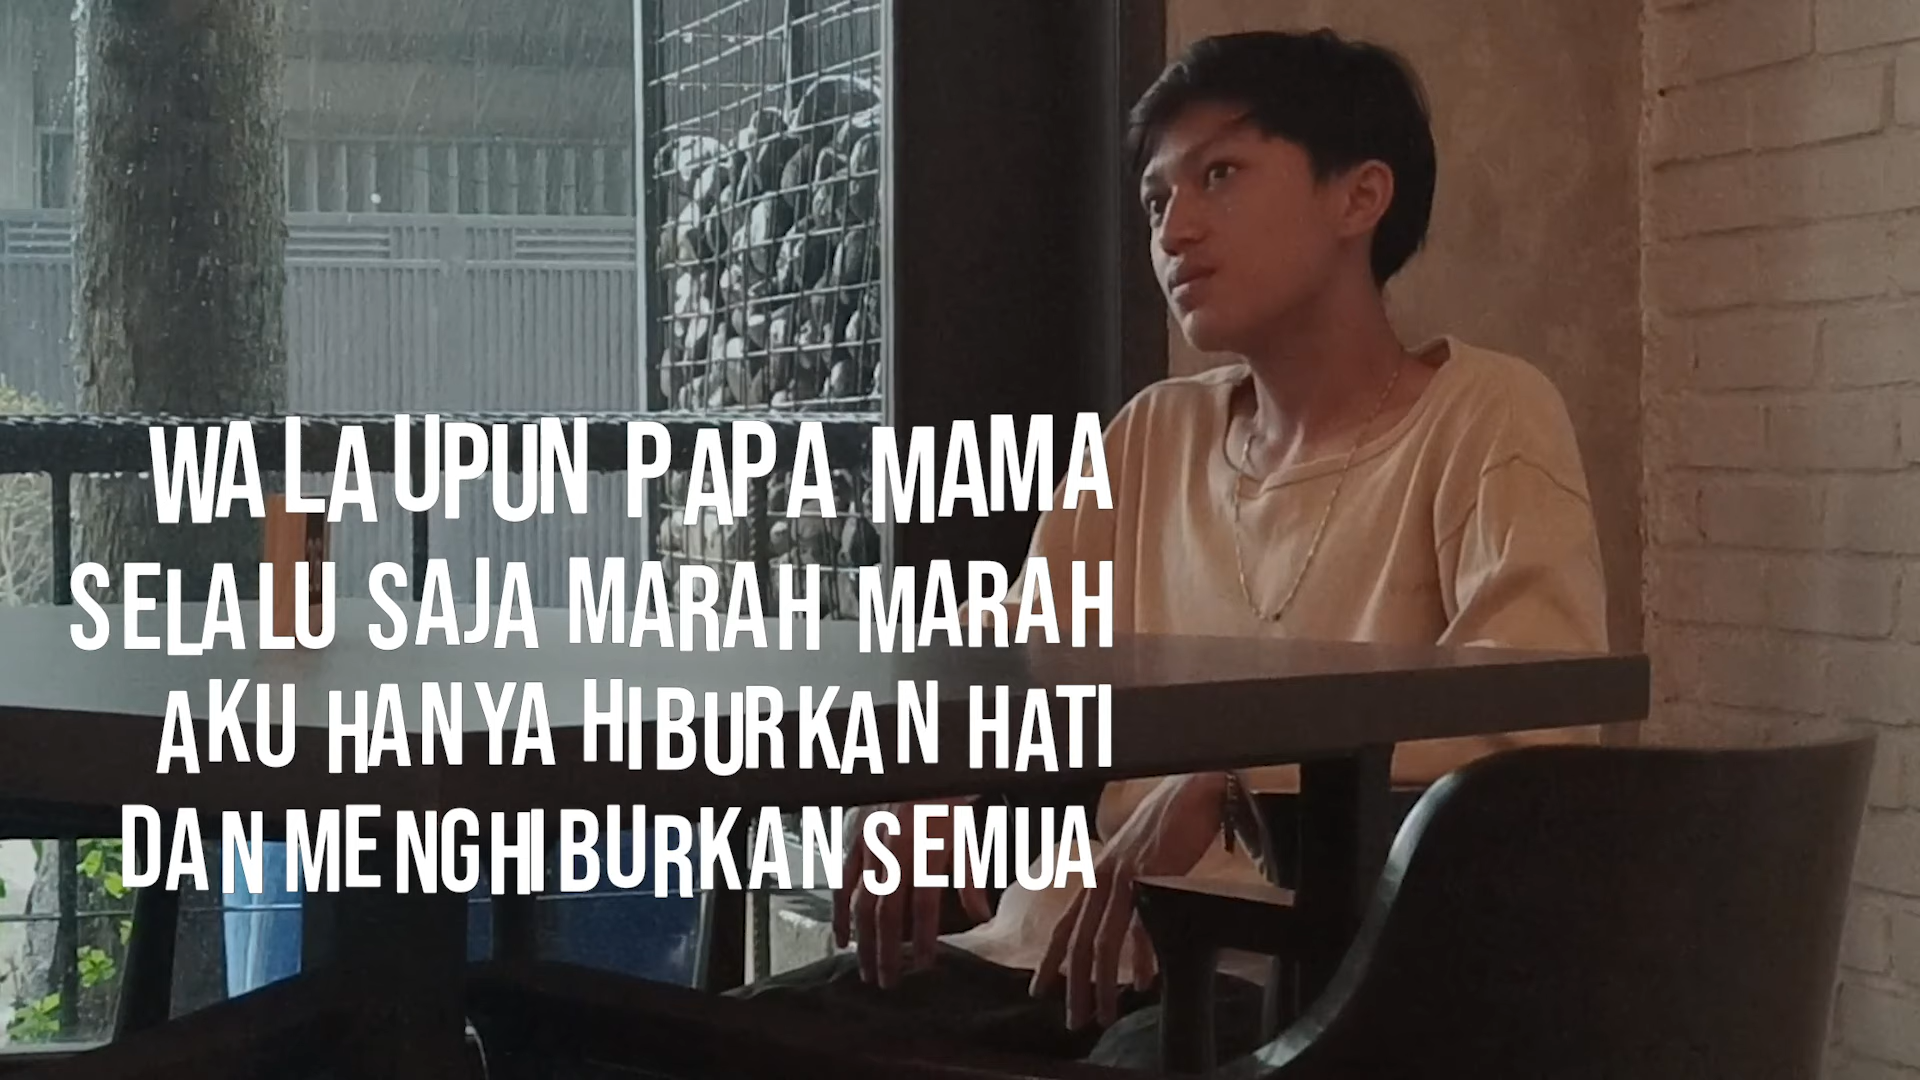 WALAUPUN PAPA MAMA
SELALU SAJA MARAH MARAH
AKU HANYA HIBURKAN HATI
DAN MENGHIBURKAN SEMUA